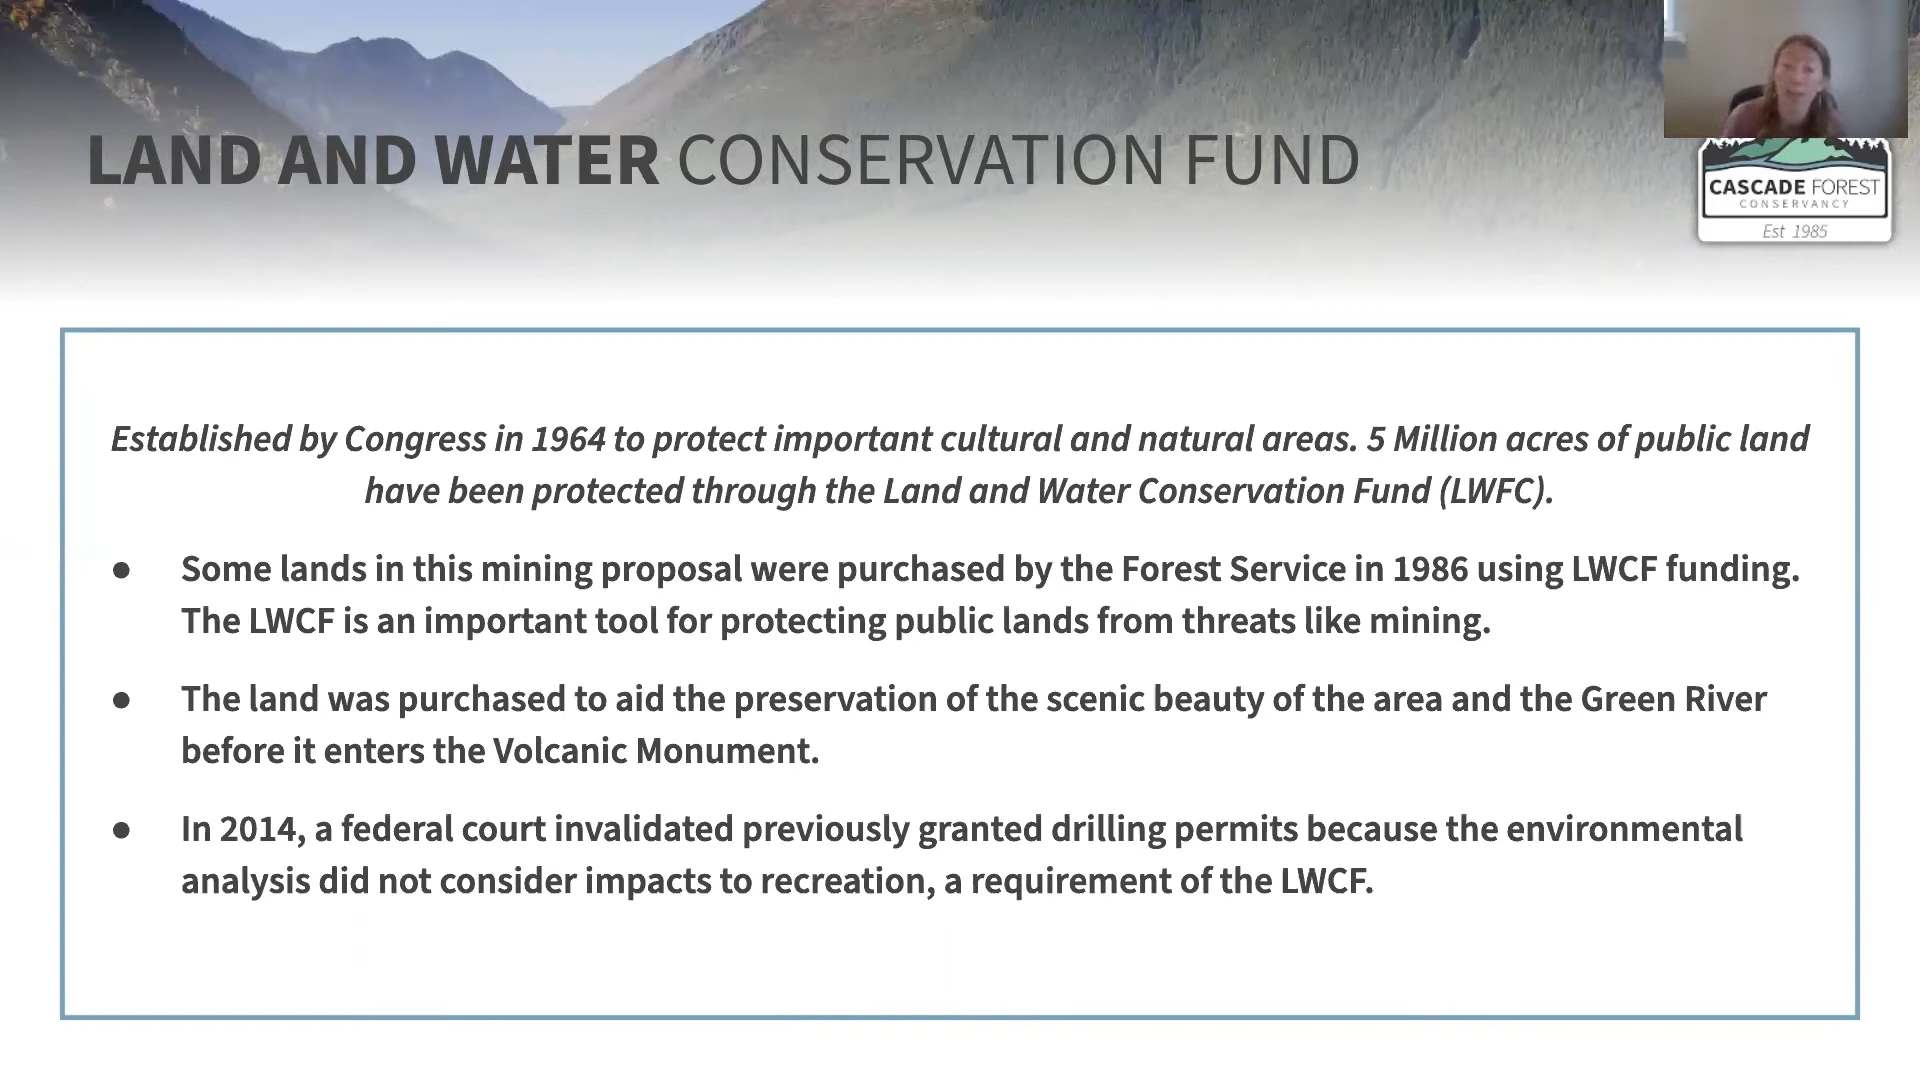 LAND AND WATER CONSERVATION FUND
CASCADE FOREST
CONSERVANCY
Est 1985
Established by Congress in 1964 to protect important cultural and natural areas. 5 Million acres of public land
have been protected through the Land and Water Conservation Fund (LWFC).
● Some lands in this mining proposal were purchased by the Forest Service in 1986 using LWCF funding.
The LWCF is an important tool for protecting public lands from threats like mining.
● The land was purchased to aid the preservation of the scenic beauty of the area and the Green River
before it enters the Volcanic Monument.
● In 2014, a federal court invalidated previously granted drilling permits because the environmental
analysis did not consider impacts to recreation, a requirement of the LWCF.